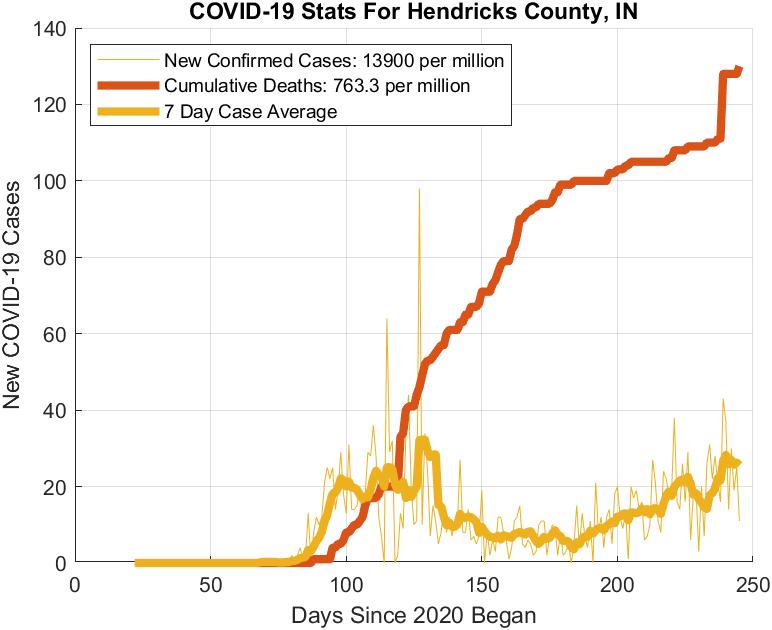 COVID-19 Stats For Hendricks County, IN
New Confirmed Cases: 13900 per million
Cumulative Deaths: 763.3 per million
7 Day Case Average
New COVID-19 Cases
140
120
100
80
60
40
20
0
0 50 100 150 200 250
Days Since 2020 Began